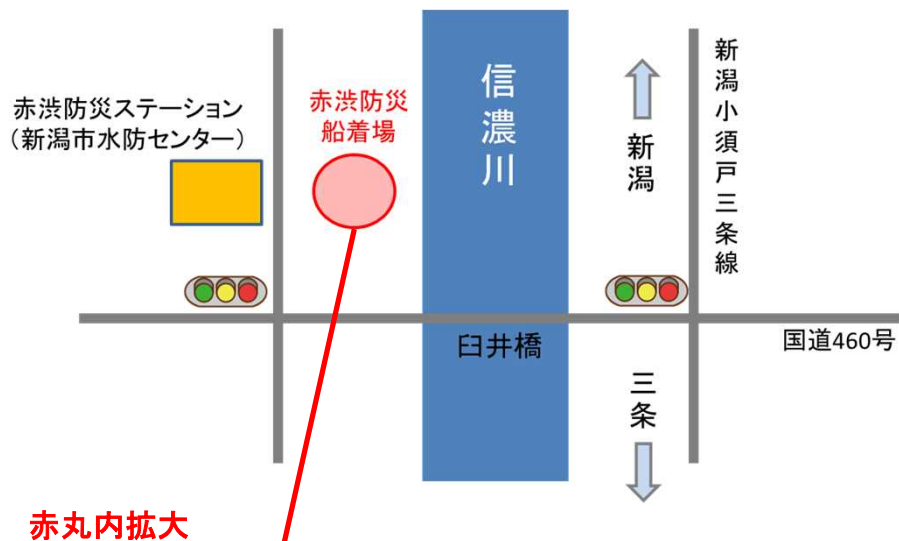 赤渋防災ステーション
（新潟市水防センター）
赤渋防災
船着場
信濃川
新潟
新潟小須戸三条線
臼井橋
国道460号
三条
赤丸内拡大